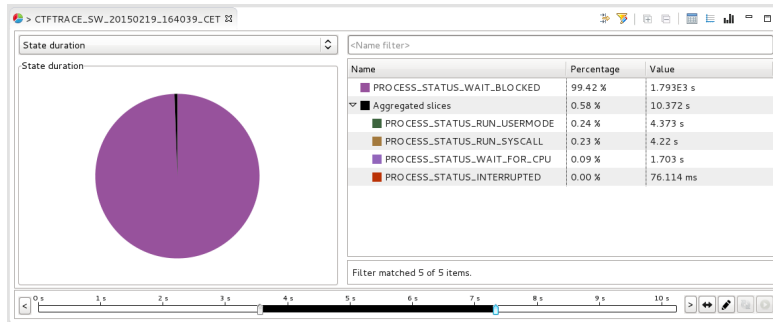 > CTFTRACE_SW_20150219_164039_CET
State duration
<Name filter>
State duration
Name Percentage Value
PROCESS_STATUS_WAIT_BLOCKED 99.42 % 1.793E3 s
Aggregated slices 0.58 % 10.372 s
PROCESS_STATUS_RUN_USERMODE 0.24 % 4.373 s
PROCESS_STATUS_RUN_SYSCALL 0.23 % 4.22 s
PROCESS_STATUS_WAIT_FOR_CPU 0.09 % 1.703 s
PROCESS_STATUS_INTERRUPTED 0.00 % 76.114 ms
Filter matched 5 of 5 items.
< 0 s 1 s 2 s 3 s 4 s 5 s 6 s 7 s 8 s 9 s 10 s >